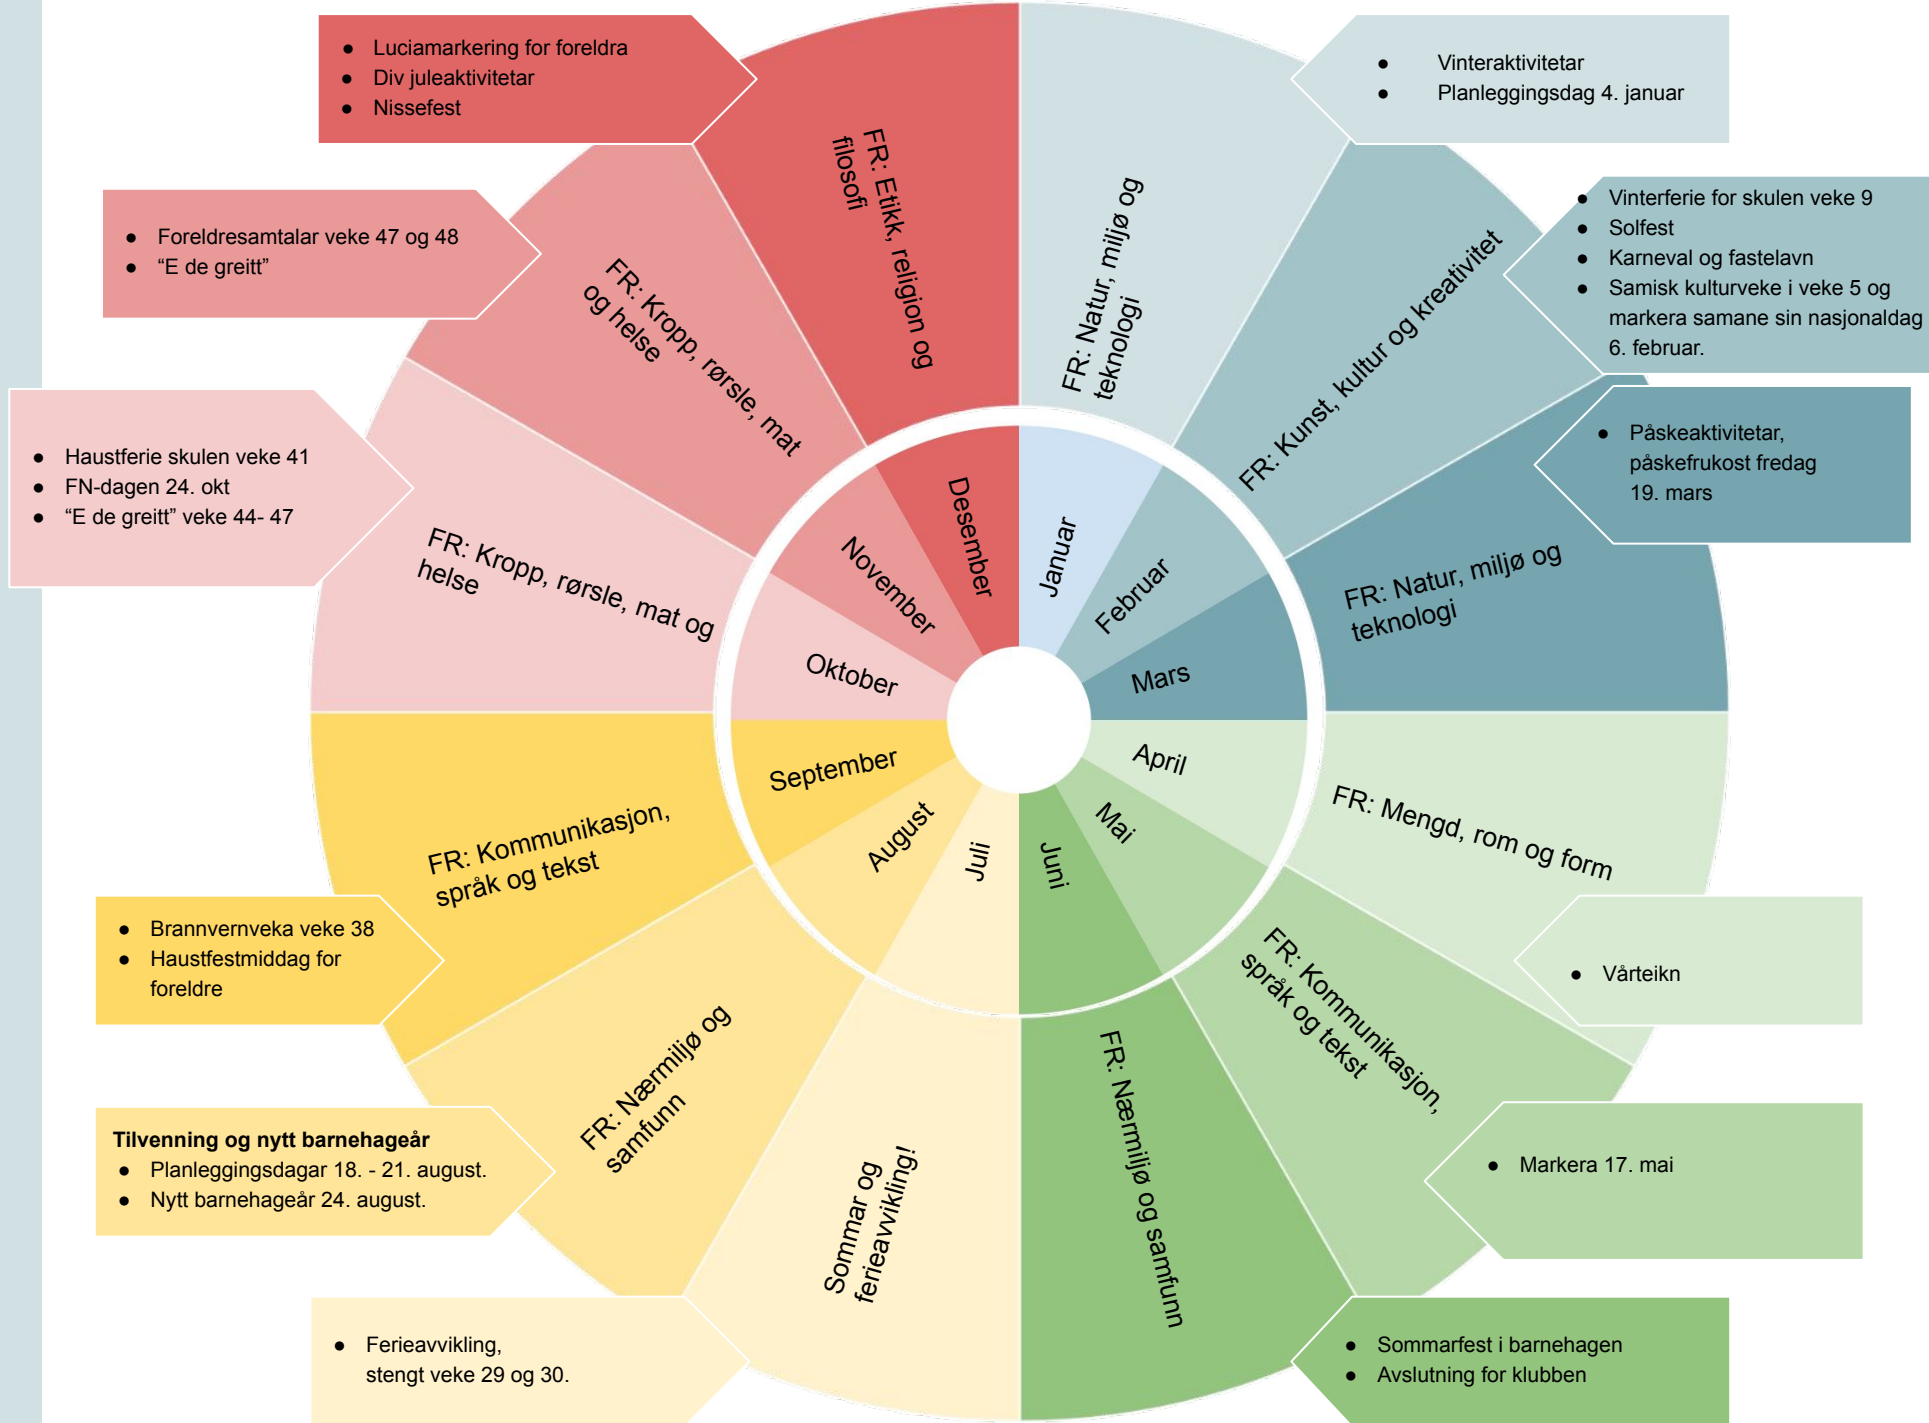 ● Luciamarkering for foreldra
● Div juleaktivitetar
● Nissefest
● Vinteraktivitetar
● Planleggingsdag 4. januar
● Foreldresamtalar veke 47 og 48
● “E de greitt”
● Vinterferie for skulen veke 9
● Solfest
● Karneval og fastelavn
● Samisk kulturveke i veke 5 og
markera samane sin nasjonaldag
6. februar.
● Haustferie skulen veke 41
● FN-dagen 24. okt
● “E de greitt” veke 44- 47
● Påskeaktivitetar,
påskefrukost fredag
19. mars
FR: Etikk, religion og
filosofi
FR: Natur, miljø og
teknologi
FR: Kropp, rørsle, mat
og helse
FR: Kunst, kultur og kreativitet
FR: Kropp, rørsle, mat og
helse
FR: Natur, miljø og
teknologi
Desember
Januar
November
Februar
Oktober
Mars
September
April
August
Mai
Juli
Juni
FR: Kommunikasjon,
språk og tekst
FR: Mengd, rom og form
FR: Nærmiljø og
samfunn
FR: Kommunikasjon,
språk og tekst
Sommar og
ferieavvikling!
FR: Nærmiljø og samfunn
● Brannvernveka veke 38
● Haustfestmiddag for
foreldre
● Vårteikn
Tilvenning og nytt barnehageår
● Planleggingsdagar 18. - 21. august.
● Nytt barnehageår 24. august.
● Markera 17. mai
● Ferieavvikling,
stengt veke 29 og 30.
● Sommarfest i barnehagen
● Avslutning for klubben